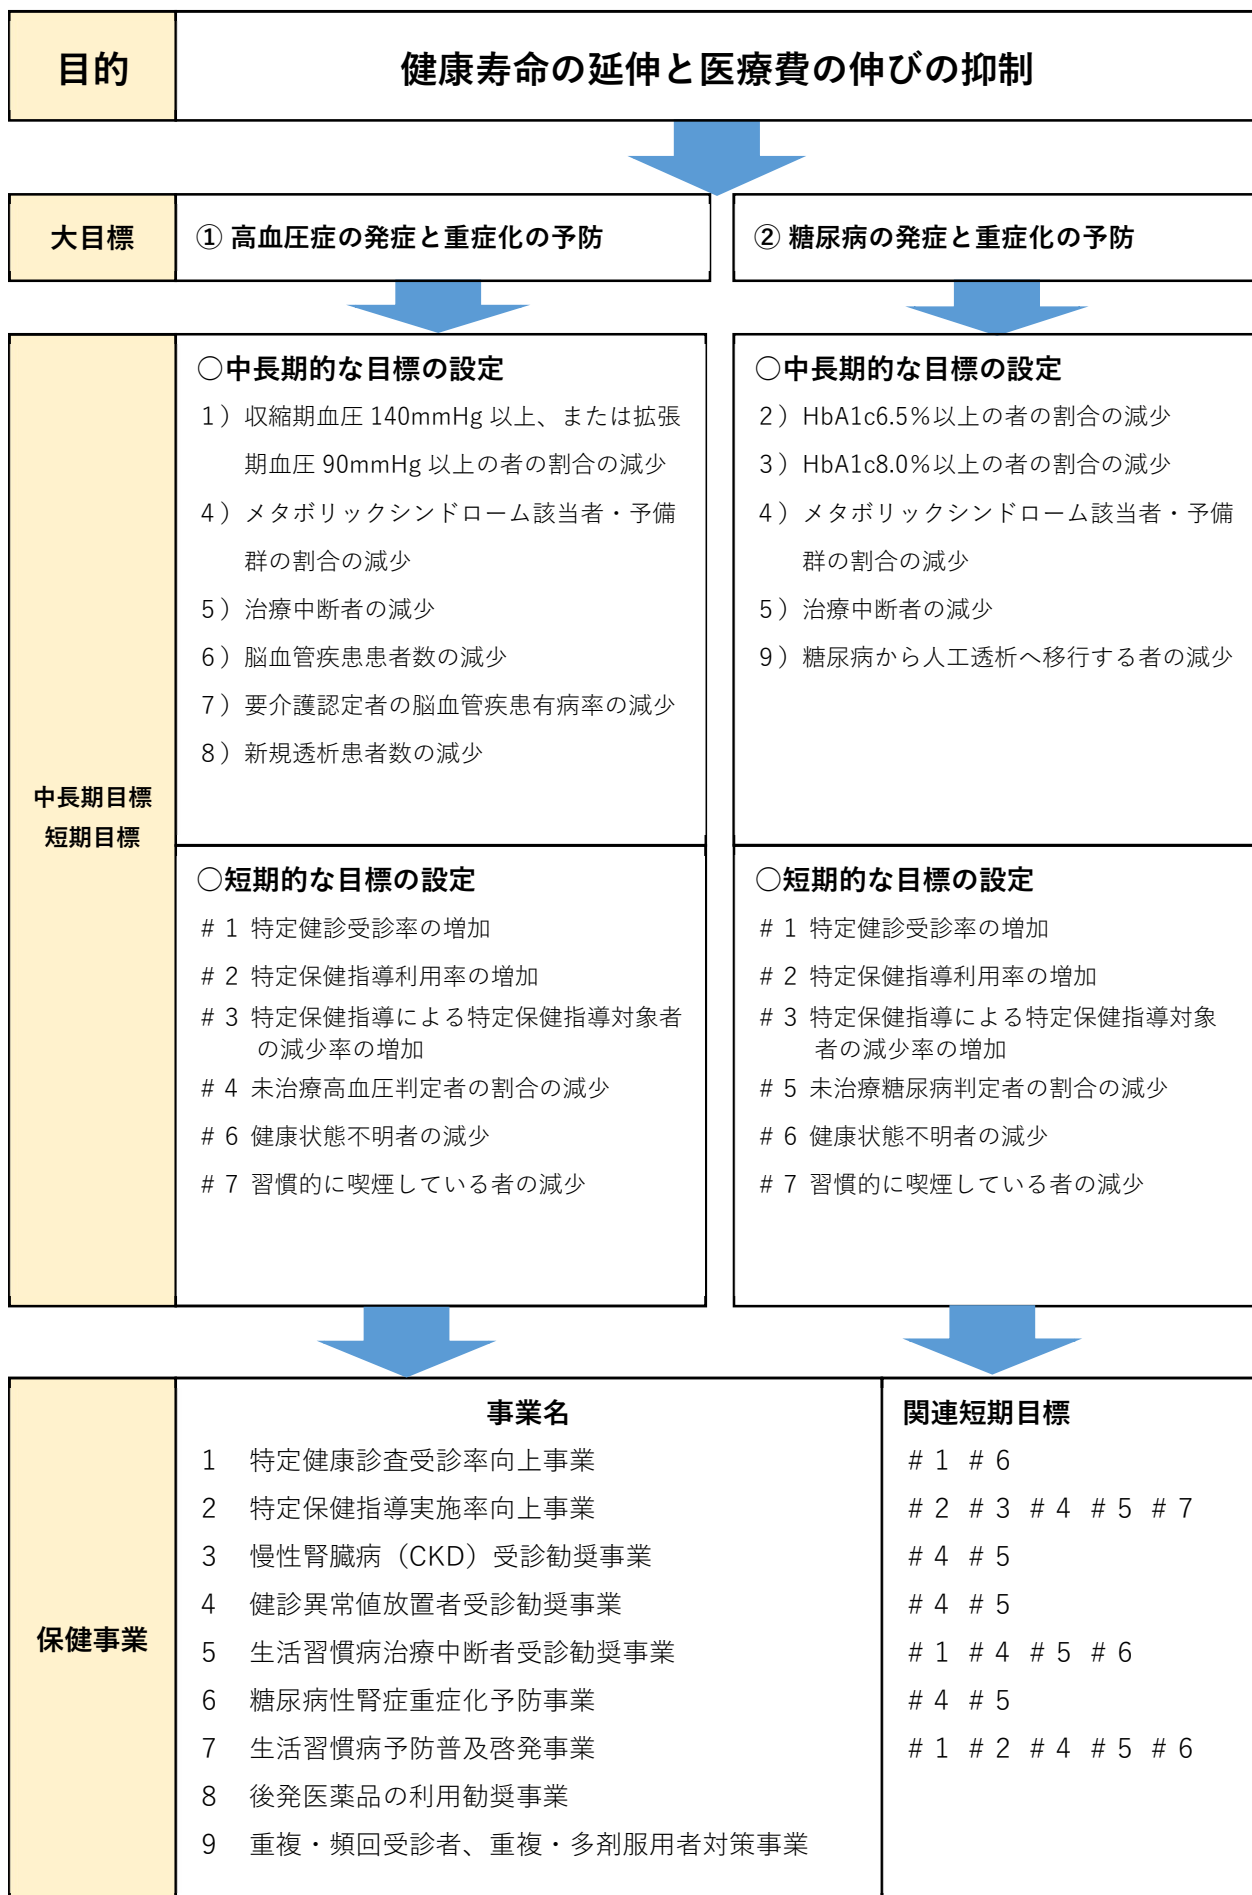 目的
健康寿命の延伸と医療費の伸びの抑制
大目標
① 高血圧症の発症と重症化の予防
② 糖尿病の発症と重症化の予防
中長期目標
短期目標
○中長期的な目標の設定
1）収縮期血圧 140mmHg 以上、または拡張
期血圧 90mmHg 以上の者の割合の減少
4）メタボリックシンドローム該当者・予備
群の割合の減少
5）治療中断者の減少
6）脳血管疾患患者数の減少
7）要介護認定者の脳血管疾患有病率の減少
8）新規透析患者数の減少
○中長期的な目標の設定
2）HbA1c6.5％以上の者の割合の減少
3）HbA1c8.0％以上の者の割合の減少
4）メタボリックシンドローム該当者・予備
群の割合の減少
5）治療中断者の減少
9）糖尿病から人工透析へ移行する者の減少
○短期的な目標の設定
＃1 特定健診受診率の増加
＃2 特定保健指導利用率の増加
＃3 特定保健指導による特定保健指導対象者
の減少率の増加
＃4 未治療高血圧判定者の割合の減少
＃6 健康状態不明者の減少
＃7 習慣的に喫煙している者の減少
○短期的な目標の設定
＃1 特定健診受診率の増加
＃2 特定保健指導利用率の増加
＃3 特定保健指導による特定保健指導対象
者の減少率の増加
＃5 未治療糖尿病判定者の割合の減少
＃6 健康状態不明者の減少
＃7 習慣的に喫煙している者の減少
保健事業
事業名 関連短期目標
1 特定健康診査受診率向上事業 ＃1 ＃6
2 特定保健指導実施率向上事業 ＃2 ＃3 ＃4 ＃5 ＃7
3 慢性腎臓病（CKD）受診勧奨事業 ＃4 ＃5
4 健診異常値放置者受診勧奨事業 ＃4 ＃5
5 生活習慣病治療中断者受診勧奨事業 ＃1 ＃4 ＃5 ＃6
6 糖尿病性腎症重症化予防事業 ＃4 ＃5
7 生活習慣病予防普及啓発事業 ＃1 ＃2 ＃4 ＃5 ＃6
8 後発医薬品の利用勧奨事業
9 重複・頻回受診者、重複・多剤服用者対策事業